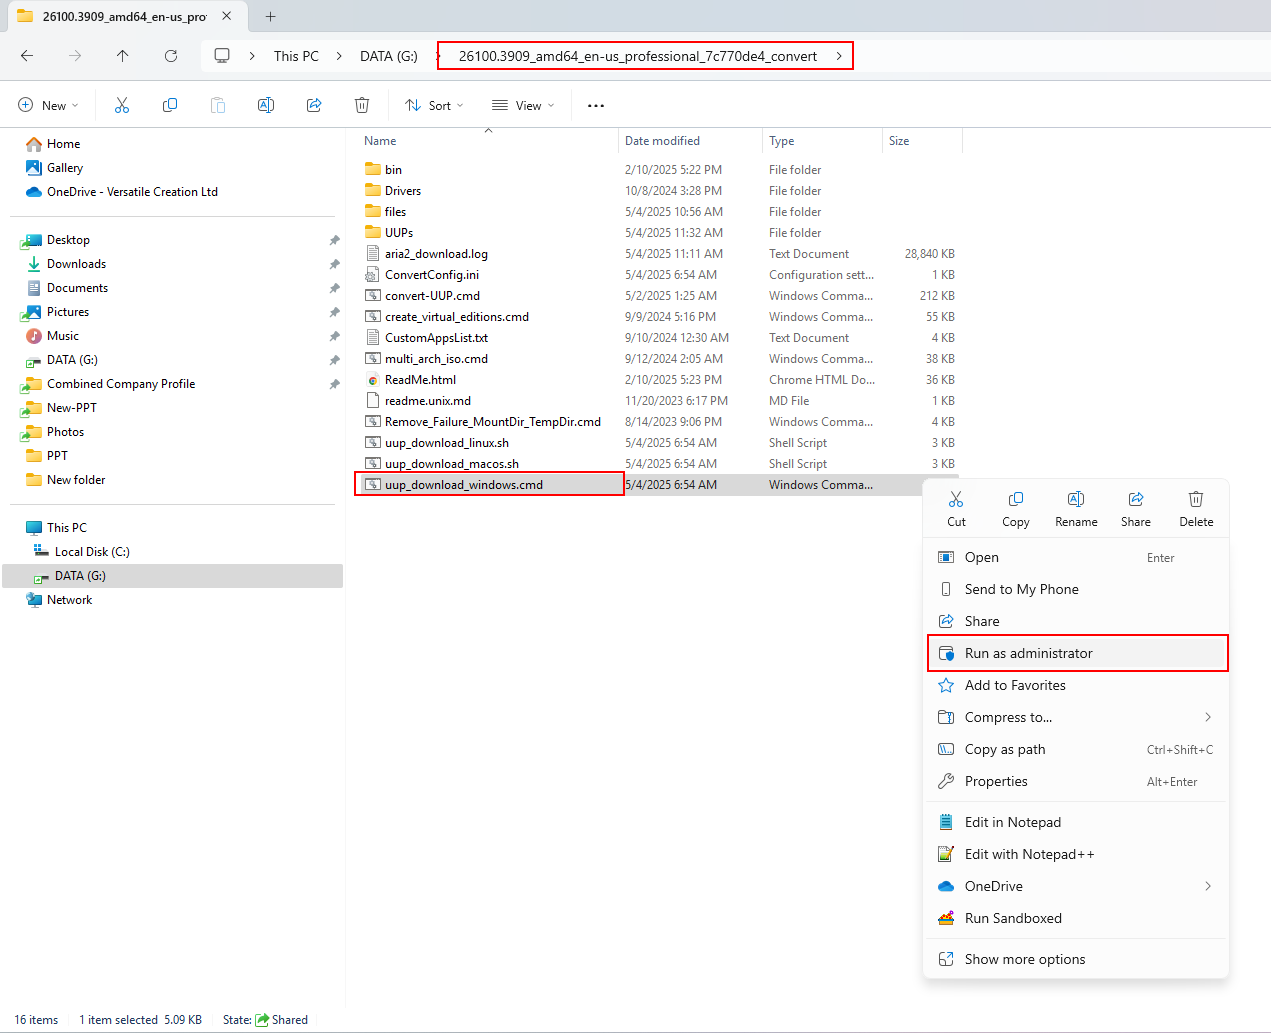 26100.3909_amd64_en-us_pro
This PC
DATA (G:)
26100.3909_amd64_en-us_professional_7c770de4_convert
New
Sort
View
Home
Gallery
OneDrive - Versatile Creation Ltd
Desktop
Downloads
Documents
Pictures
Music
DATA (G:)
Combined Company Profile
New-PPT
Photos
PPT
New folder
This PC
Local Disk (C:)
DATA (G:)
Network
Name Date modified Type Size
bin 2/10/2025 5:22 PM File folder
Drivers 10/8/2024 3:28 PM File folder
files 5/4/2025 10:56 AM File folder
UUPs 5/4/2025 11:32 AM File folder
aria2_download.log 5/4/2025 11:11 AM Text Document 28,840 KB
ConvertConfig.ini 5/4/2025 6:54 AM Configuration sett... 1 KB
convert-UUP.cmd 5/2/2025 1:25 AM Windows Comma... 212 KB
create_virtual_editions.cmd 9/9/2024 5:16 PM Windows Comma... 55 KB
CustomAppsList.txt 9/10/2024 12:30 AM Text Document 4 KB
multi_arch_iso.cmd 9/12/2024 2:05 AM Windows Comma... 38 KB
ReadMe.html 2/10/2025 5:23 PM Chrome HTML Do... 36 KB
readme.unix.md 11/20/2023 6:17 PM MD File 1 KB
Remove_Failure_MountDir_TempDir.cmd 8/14/2023 9:06 PM Windows Comma... 4 KB
uup_download_linux.sh 5/4/2025 6:54 AM Shell Script 3 KB
uup_download_macos.sh 5/4/2025 6:54 AM Shell Script 3 KB
uup_download_windows.cmd 5/4/2025 6:54 AM Windows Comma...
Cut Copy Rename Share Delete
Open Enter
Send to My Phone
Share
Run as administrator
Add to Favorites
Compress to...
Copy as path Ctrl+Shift+C
Properties Alt+Enter
Edit in Notepad
Edit with Notepad++
OneDrive
Run Sandboxed
Show more options
16 items 1 item selected 5.09 KB State: Shared